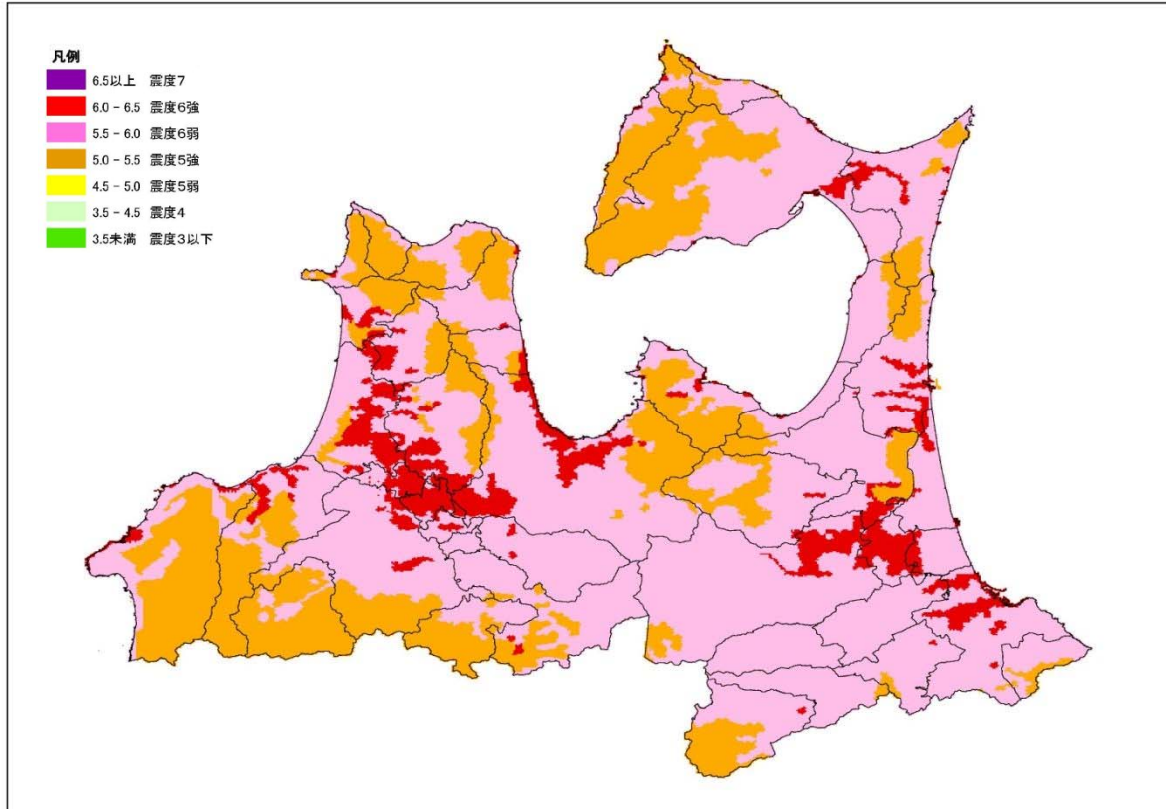 凡例
6.5以上 震度7
6.0 - 6.5 震度6強
5.5 - 6.0 震度6弱
5.0 - 5.5 震度5強
4.5 - 5.0 震度5弱
3.5 - 4.5 震度4
3.5未満 震度3以下